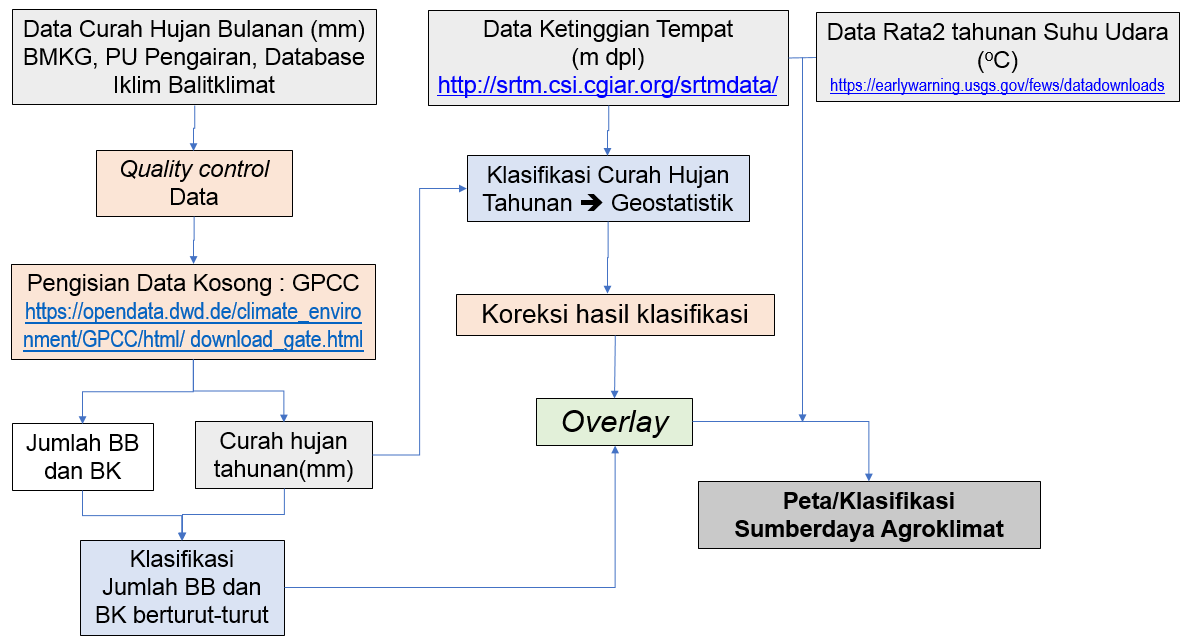 Data Curah Hujan Bulanan (mm)
BMKG, PU Pengairan, Database
Iklim Balitklimat
Data Ketinggian Tempat
(m dpl)
http://srtm.csi.cgiar.org/srtmdata/
Data Rata2 tahunan Suhu Udara
(⁰C)
https://earlywarning.usgs.gov/fews/datadownloads
Quality control
Data
Klasifikasi Curah Hujan
Tahunan ➔ Geostatistik
Pengisian Data Kosong : GPCC
https://opendata.dwd.de/climate_enviro
nment/GPCC/html/ download_gate.html
Koreksi hasil klasifikasi
Jumlah BB
dan BK
Curah hujan
tahunan(mm)
Overlay
Peta/Klasifikasi
Sumberdaya Agroklimat
Klasifikasi
Jumlah BB dan
BK berturut-turut